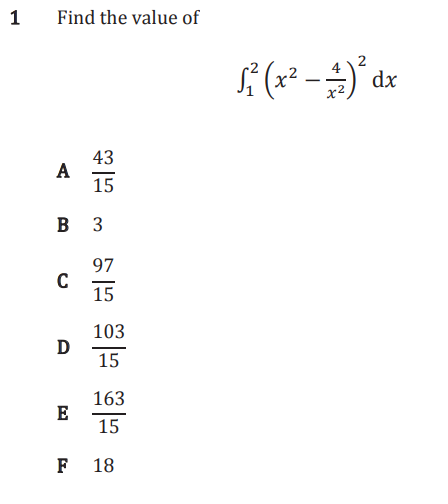 1 Find the value of
∫₁² (x² − 4/x²)² dx
A 43/15
B 3
C 97/15
D 103/15
E 163/15
F 18